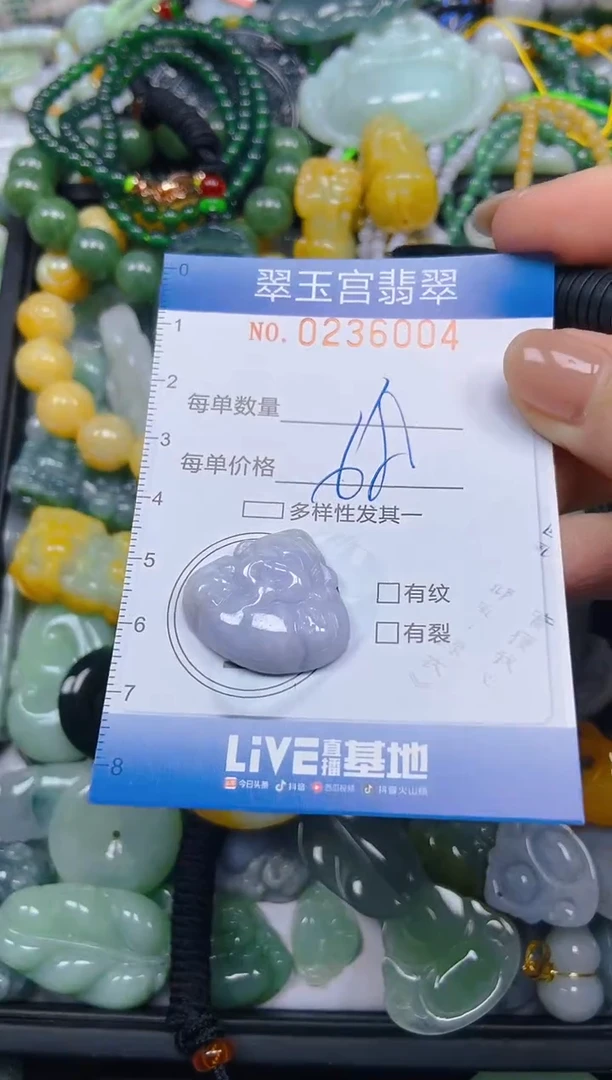 翠玉宫翡翠
NO. 0236004
每单数量
每单价格
多样性发其一
有纹
有裂
0
1
2
3
4
5
6
7
8
LiVE直播基地
今日头条 抖音 西瓜视频 抖音火山版